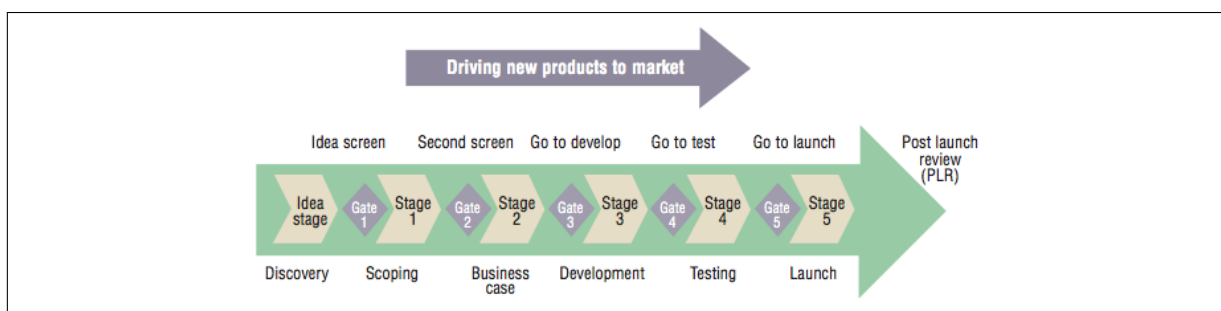 Driving new products to market
Idea screen
Second screen
Go to develop
Go to test
Go to launch
Post launch
review
(PLR)
Idea
stage
Gate
1
Stage
1
Gate
2
Stage
2
Gate
3
Stage
3
Gate
4
Stage
4
Gate
5
Stage
5
Discovery
Scoping
Business
case
Development
Testing
Launch